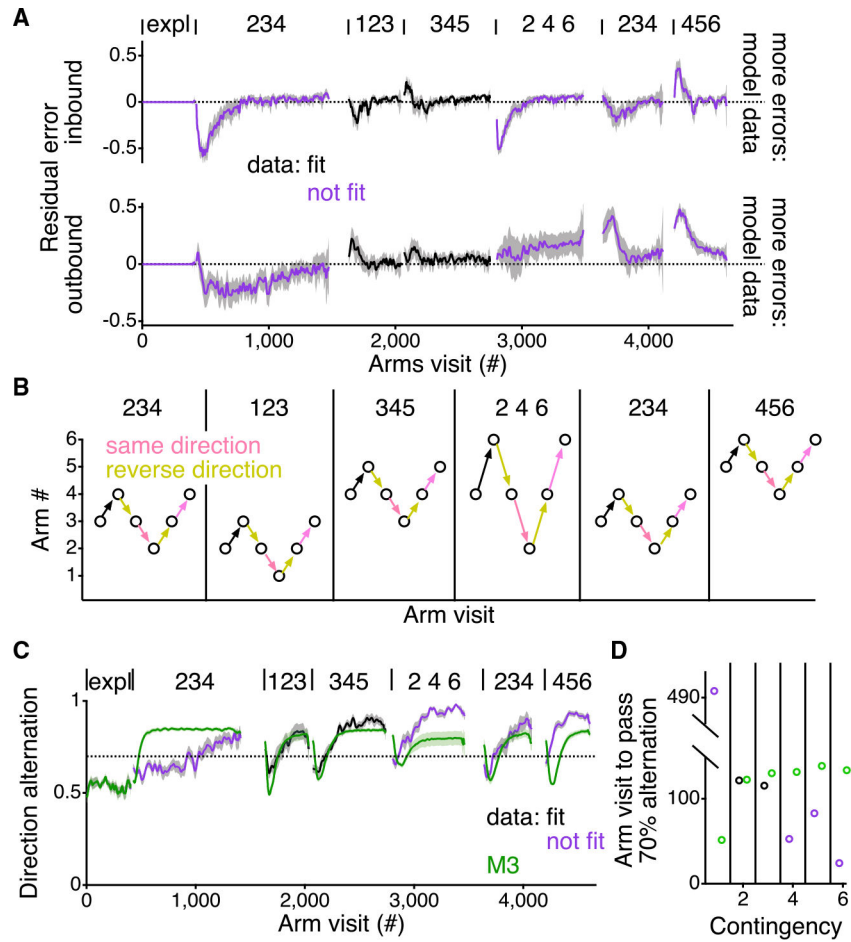 A
|expl| 234 |123| 345 | 2 4 6 |234 |456
0.5
0
-0.5
inbound
Residual error
data: fit
not fit
more errors:
model data
0.5
0
-0.5
outbound
more errors:
model data
0 1,000 2,000 3,000 4,000
Arms visit (#)
B
234 123 345 2 4 6 234 456
same direction
reverse direction
6
5
4
3
2
1
Arm #
Arm visit
C
|expl| 234 |123| 345 | 2 4 6 |234 |456
1
0.5
0
Direction alternation
data: fit
not fit
M3
0 1,000 2,000 3,000 4,000
Arm visit (#)
D
490
100
0
Arm visit to pass
70% alternation
2 4 6
Contingency